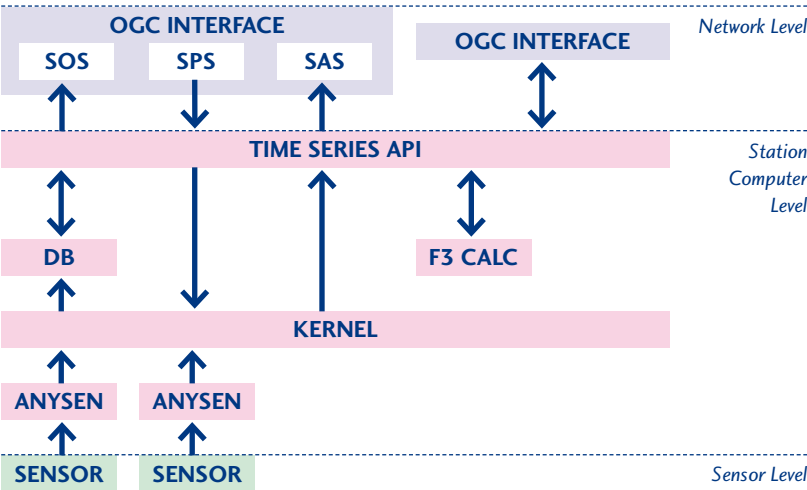 OGC INTERFACE
SOS
SPS
SAS
OGC INTERFACE
Network Level
TIME SERIES API
Station
Computer
Level
DB
F3 CALC
KERNEL
ANYSEN
ANYSEN
SENSOR
SENSOR
Sensor Level